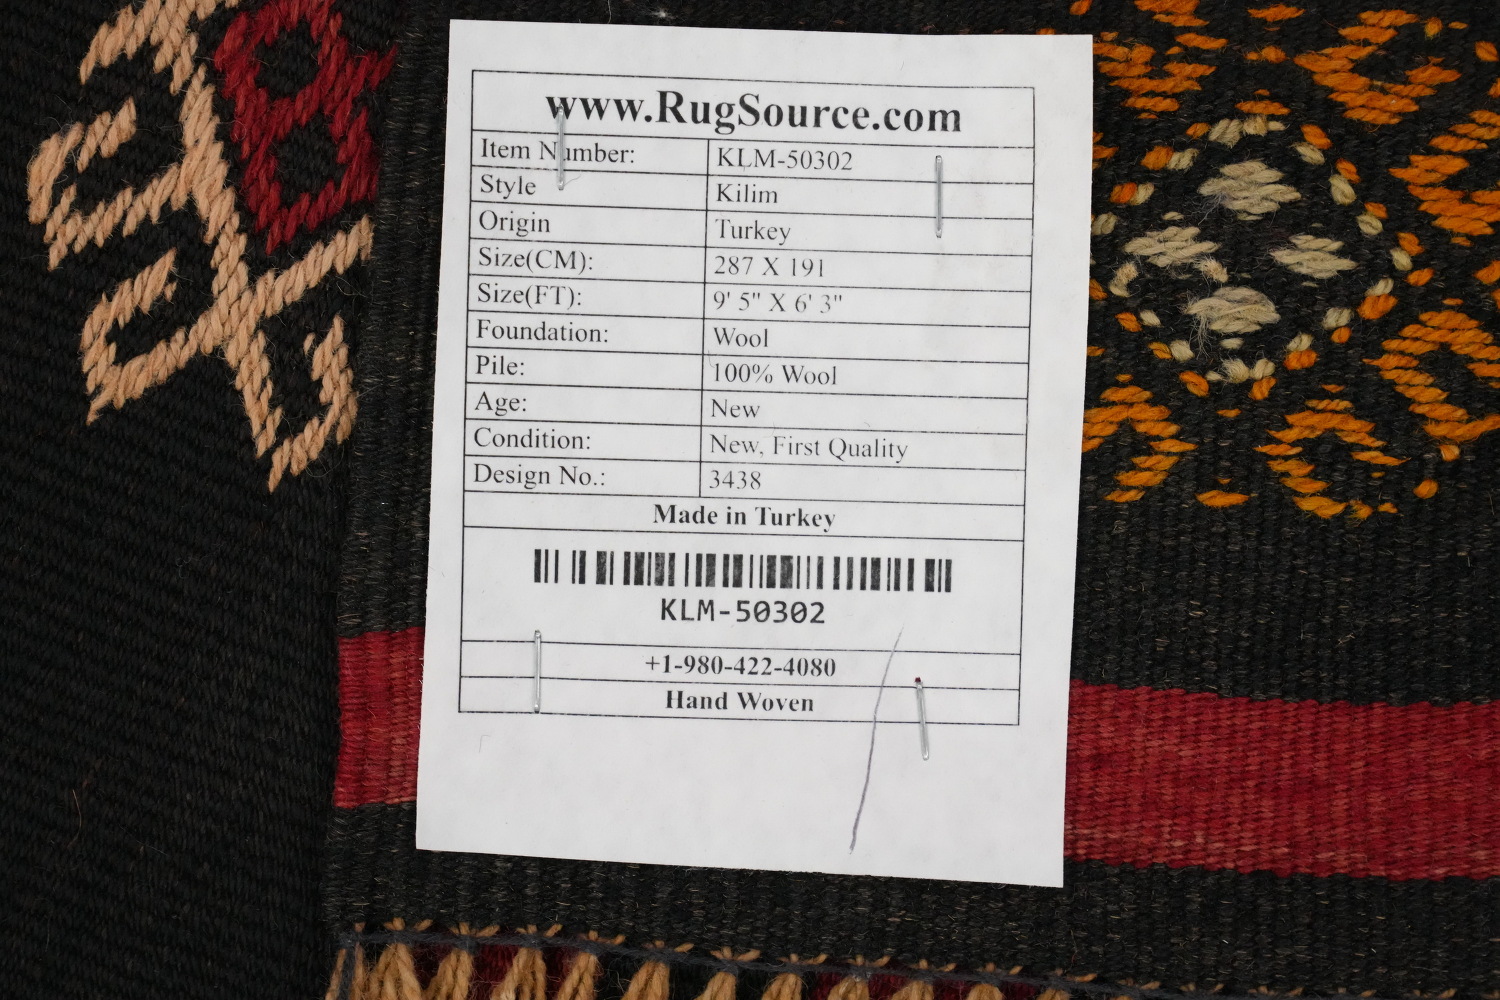 www.RugSource.com
Item Number: KLM-50302
Style Kilim
Origin Turkey
Size(CM): 287 X 191
Size(FT): 9' 5" X 6' 3"
Foundation: Wool
Pile: 100% Wool
Age: New
Condition: New, First Quality
Design No.: 3438
Made in Turkey
KLM-50302
+1-980-422-4080
Hand Woven